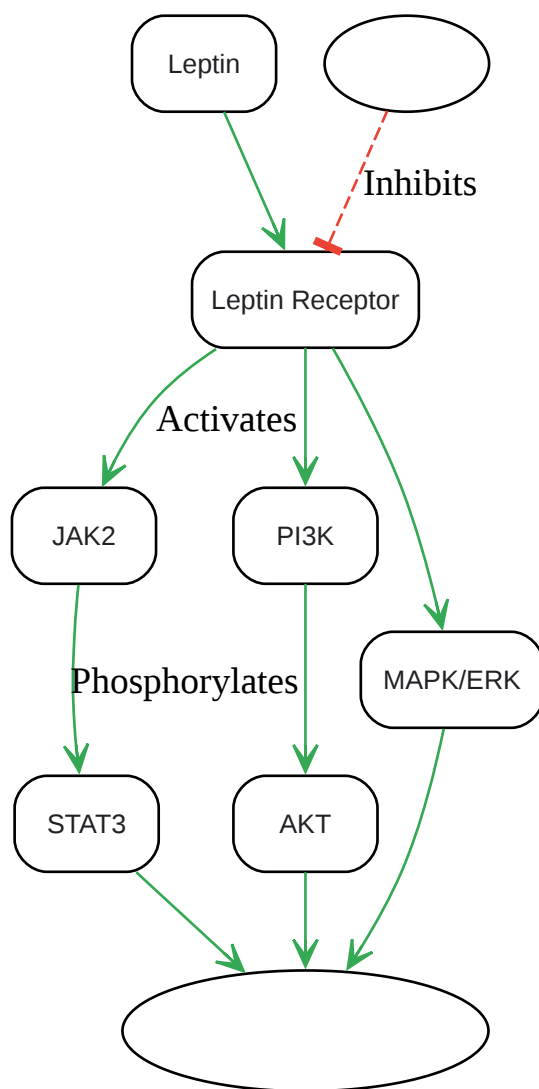 Leptin
Inhibits
Leptin Receptor
Activates
JAK2
PI3K
Phosphorylates
MAPK/ERK
STAT3
AKT